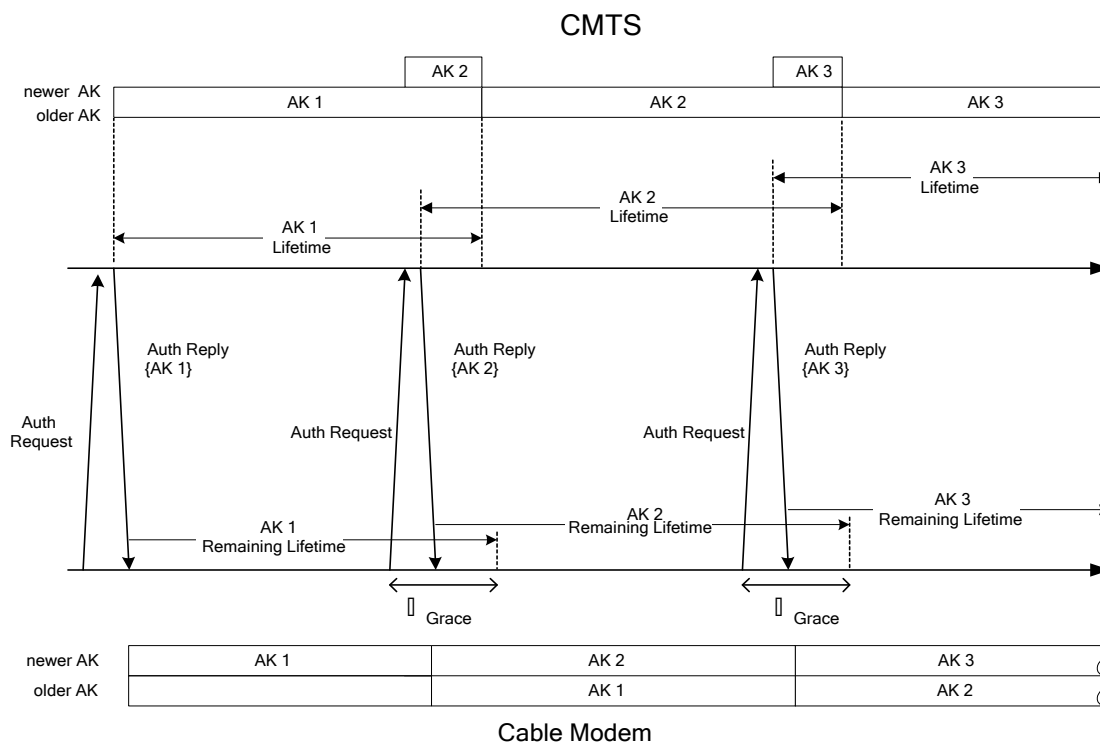 CMTS
AK 2
AK 3
newer AK
older AK
AK 1
AK 2
AK 3
AK 3
Lifetime
AK 2
Lifetime
AK 1
Lifetime
Auth Reply
{AK 1}
Auth Reply
{AK 2}
Auth Reply
{AK 3}
Auth
Request
Auth Request
Auth Request
AK 1
Remaining Lifetime
AK 2
Remaining Lifetime
AK 3
Remaining Lifetime
Grace
Grace
newer AK
AK 1
AK 2
AK 3
older AK
AK 1
AK 2
Cable Modem